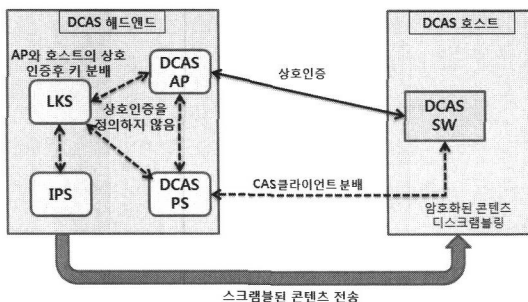 DCAS 헤드엔드
DCAS 호스트
AP와 호스트의 상호
인증후 키 분배
DCAS
AP
상호인증
LKS
상호인증을
정의하지 않음
DCAS
SW
IPS
DCAS
PS
CAS클라이언트 분배
암호화된 콘텐츠
디스크램블링
스크램블된 콘텐츠 전송